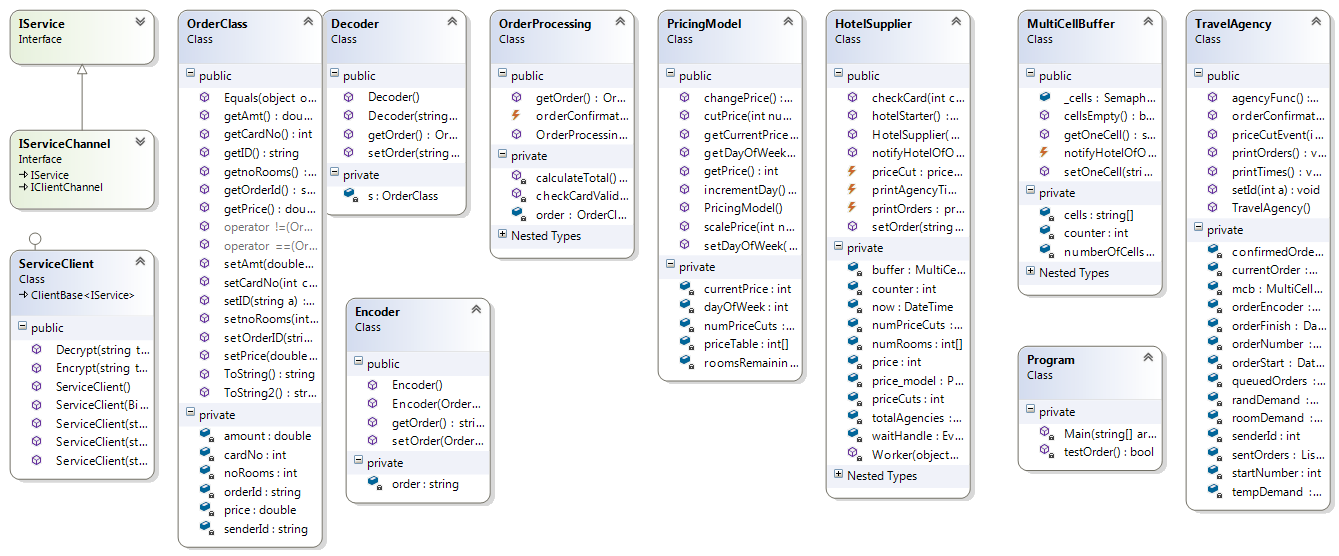 IService
Interface
IServiceChannel
Interface
IService
IClientChannel
ServiceClient
Class
ClientBase<IService>
public
Decrypt(string t...
Encrypt(string t...
ServiceClient()
ServiceClient(Bi...
ServiceClient(st...
ServiceClient(st...
ServiceClient(st...
OrderClass
Class
public
Equals(object o...
getAmt() : dou...
getCardNo() : int
getID() : string
getnoRooms() :...
getOrderId() : s...
getPrice() : dou...
operator !=(Or...
operator ==(Or...
setAmt(double...
setCardNo(int c...
setID(string a) :...
setnoRooms(int...
setOrderID(stri...
setPrice(double...
ToString() : string
ToString2() : str...
private
amount : double
cardNo : int
noRooms : int
orderId : string
price : double
senderId : string
Decoder
Class
public
Decoder()
Decoder(string...
getOrder() : Or...
setOrder(string ...
private
s : OrderClass
Encoder
Class
public
Encoder()
Encoder(Order...
getOrder() : stri...
setOrder(Order...
private
order : string
OrderProcessing
Class
public
getOrder() : Or...
orderConfirmat...
OrderProcessin...
private
calculateTotal()...
checkCardValid...
order : OrderCl...
Nested Types
PricingModel
Class
public
changePrice() :...
cutPrice(int nu...
getCurrentPrice...
getDayOfWeek...
getPrice() : int
incrementDay()...
PricingModel()
scalePrice(int n...
setDayOfWeek(...
private
currentPrice : int
dayOfWeek : int
numPriceCuts :...
priceTable : int[]
roomsRemainin...
HotelSupplier
Class
public
checkCard(int c...
hotelStarter() :...
HotelSupplier(...
notifyHotelOfO...
priceCut : price...
printAgencyTi...
printOrders : pr...
setOrder(string ...
private
buffer : MultiCe...
counter : int
now : DateTime
numPriceCuts :...
numRooms : int[]
price : int
price_model : P...
priceCuts : int
totalAgencies :...
waitHandle : Ev...
Worker(object...
Nested Types
MultiCellBuffer
Class
public
_cells : Semaph...
cellsEmpty() : b...
getOneCell() : s...
notifyHotelOfO...
setOneCell(stri...
private
cells : string[]
counter : int
numberOfCells...
Nested Types
Program
Class
private
Main(string[] ar...
testOrder() : bool
TravelAgency
Class
public
agencyFunc() :...
orderConfirmat...
priceCutEvent(i...
printOrders() : v...
printTimes() : v...
setId(int a) : void
TravelAgency()
private
confirmedOrde...
currentOrder :...
mcb : MultiCell...
orderEncoder :...
orderFinish : Da...
orderNumber :...
orderStart : Dat...
queuedOrders :...
randDemand :...
roomDemand :...
senderId : int
sentOrders : Lis...
startNumber : int
tempDemand :...